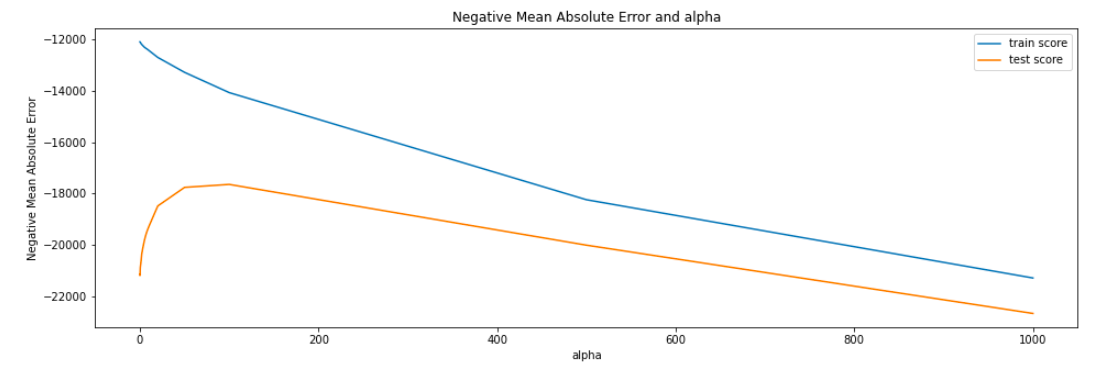 Negative Mean Absolute Error and alpha
train score
test score
Negative Mean Absolute Error
−12000
−14000
−16000
−18000
−20000
−22000
0 200 400 600 800 1000
alpha